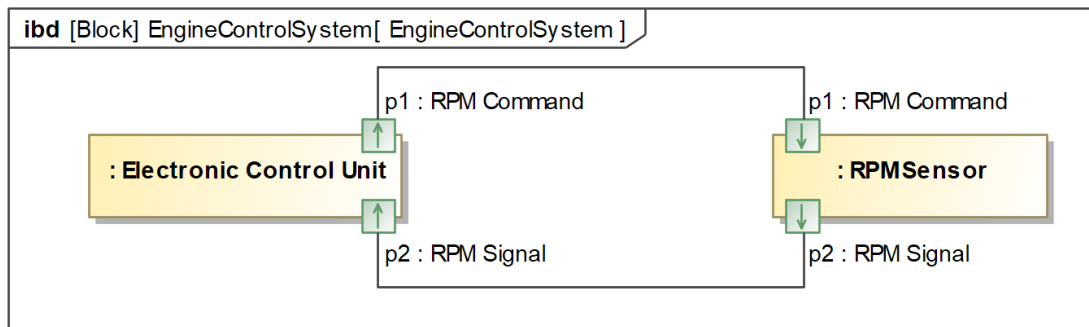 ibd [Block] EngineControlSystem[ EngineControlSystem ]
p1 : RPM Command
p1 : RPM Command
: Electronic Control Unit
: RPMSensor
p2 : RPM Signal
p2 : RPM Signal